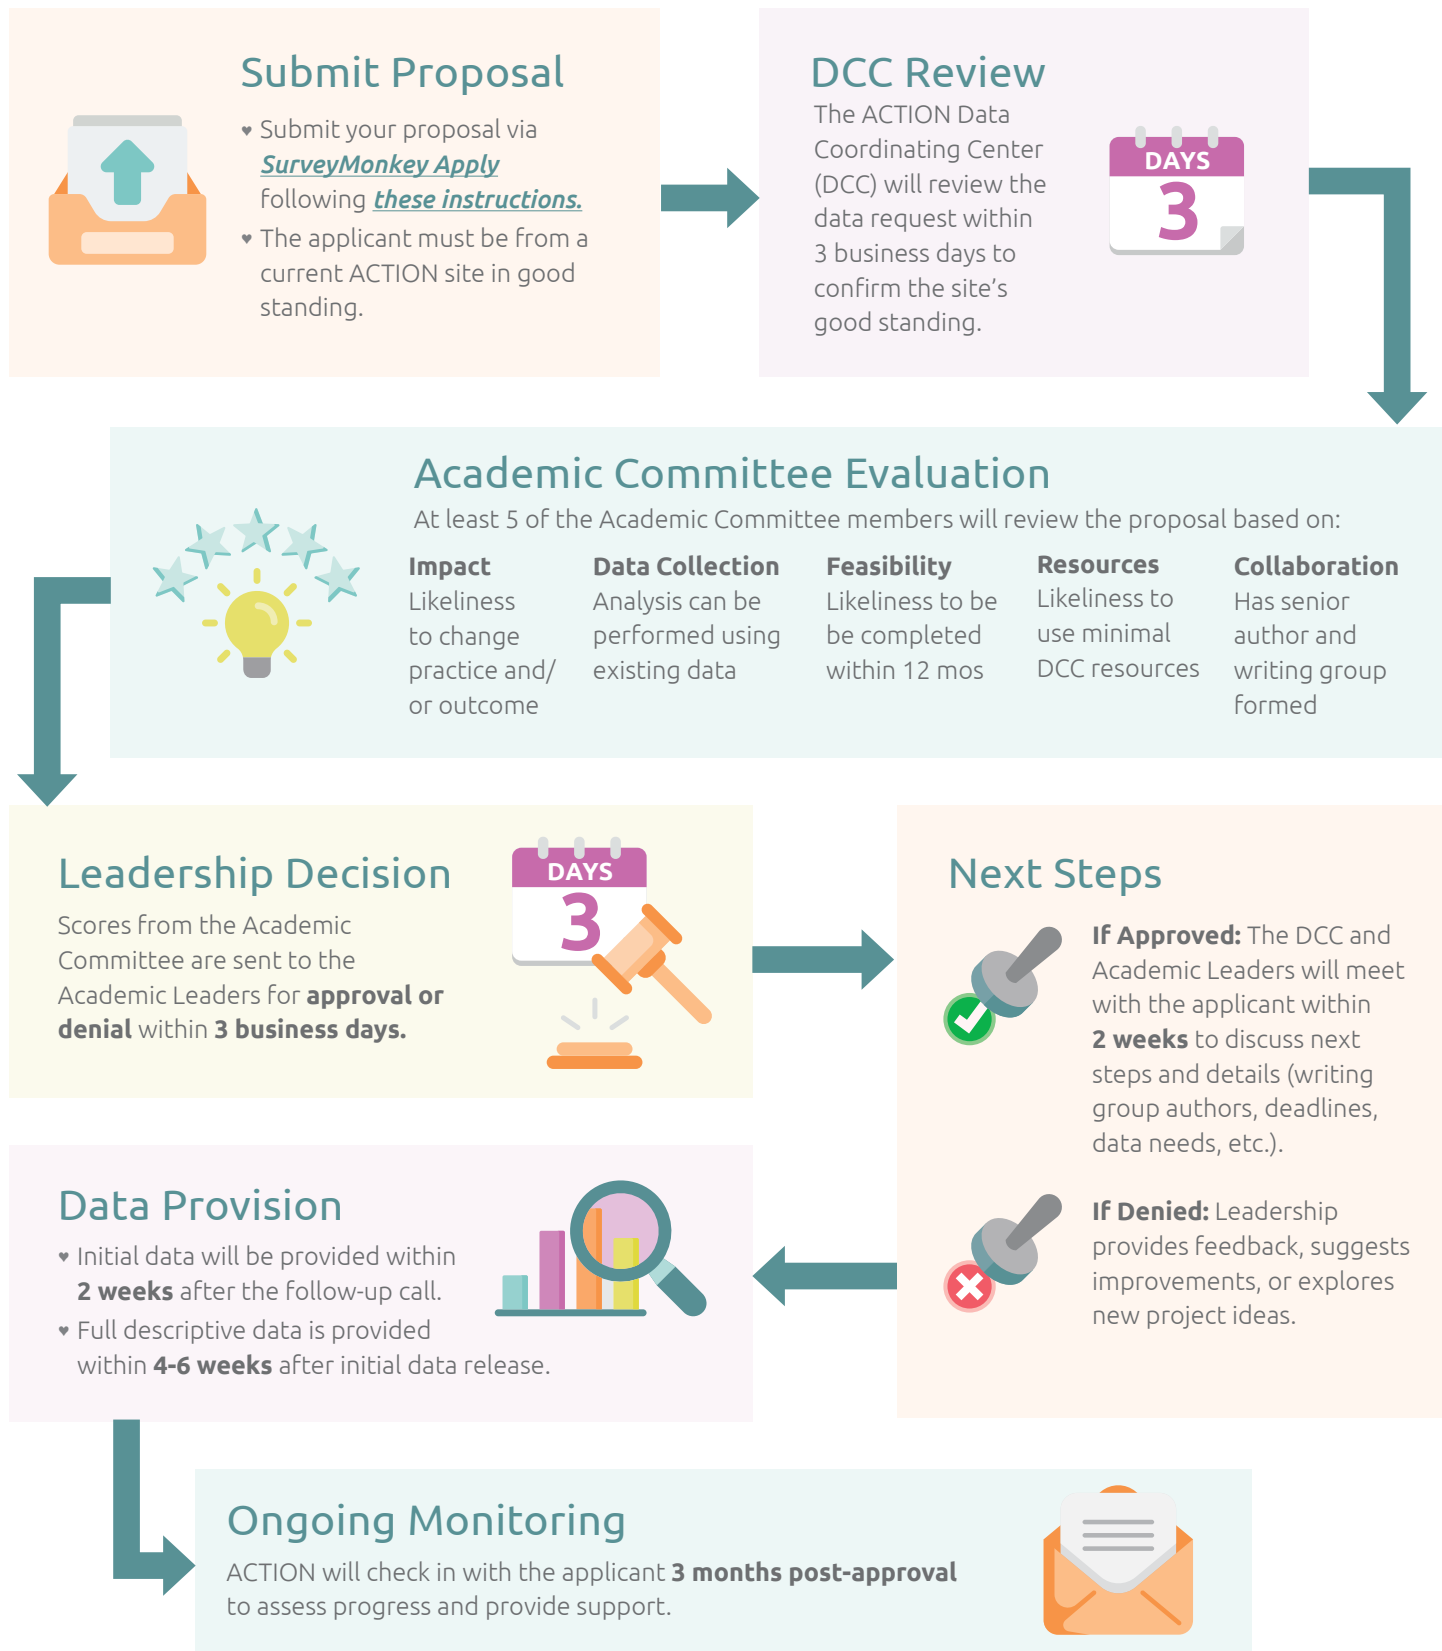 Submit Proposal
♥ Submit your proposal via
SurveyMonkey Apply
following these instructions.
♥ The applicant must be from a
current ACTION site in good
standing.
DCC Review
The ACTION Data
Coordinating Center
(DCC) will review the
data request within
3 business days to
confirm the site's
good standing.
DAYS
3
Academic Committee Evaluation
At least 5 of the Academic Committee members will review the proposal based on:
Impact
Likeliness
to change
practice and/
or outcome
Data Collection
Analysis can be
performed using
existing data
Feasibility
Likeliness to be
be completed
within 12 mos
Resources
Likeliness to
use minimal
DCC resources
Collaboration
Has senior
author and
writing group
formed
Leadership Decision
Scores from the Academic
Committee are sent to the
Academic Leaders for approval or
denial within 3 business days.
DAYS
3
Next Steps
If Approved: The DCC and
Academic Leaders will meet
with the applicant within
2 weeks to discuss next
steps and details (writing
group authors, deadlines,
data needs, etc.).
If Denied: Leadership
provides feedback, suggests
improvements, or explores
new project ideas.
Data Provision
♥ Initial data will be provided within
2 weeks after the follow-up call.
♥ Full descriptive data is provided
within 4-6 weeks after initial data release.
Ongoing Monitoring
ACTION will check in with the applicant 3 months post-approval
to assess progress and provide support.